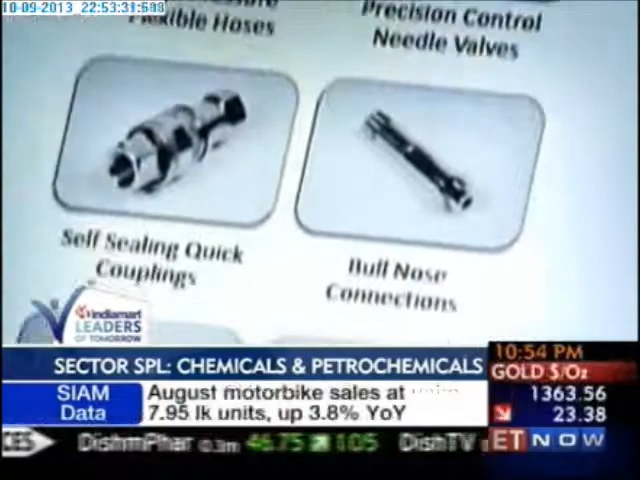 10-09-2013 22:53:31:598
Flexible Hoses
Precision Control
Needle Valves
Self Sealing Quick
Couplings
Bull Nose
Connections
indiamart
LEADERS
OF TOMORROW
SECTOR SPL: CHEMICALS & PETROCHEMICALS
10:54 PM
GOLD $/Oz
1363.56
23.38
SIAM
Data
August motorbike sales at
7.95 lk units, up 3.8% YoY
ET NOW
DishmPhar 0.3m 46.75 105 DishTV